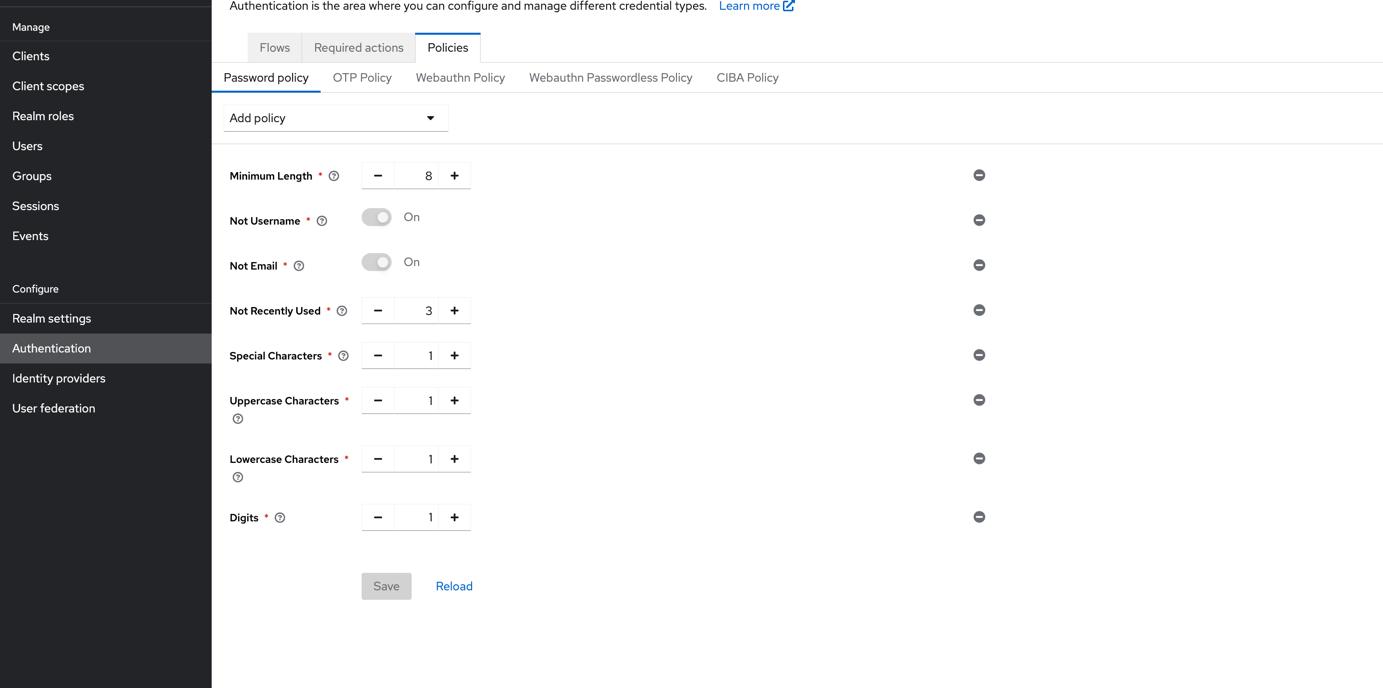 Authentication is the area where you can configure and manage different credential types. Learn more
Manage
Clients
Client scopes
Realm roles
Users
Groups
Sessions
Events
Configure
Realm settings
Authentication
Identity providers
User federation
Flows Required actions Policies
Password policy OTP Policy Webauthn Policy Webauthn Passwordless Policy CIBA Policy
Add policy
Minimum Length * 8
Not Username * On
Not Email * On
Not Recently Used * 3
Special Characters * 1
Uppercase Characters * 1
Lowercase Characters * 1
Digits * 1
Save Reload